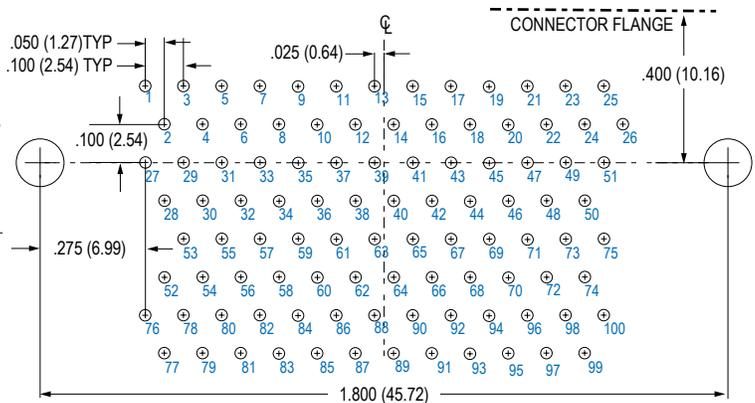 CL
CONNECTOR FLANGE
.050 (1.27)TYP
.025 (0.64)
.100 (2.54) TYP
.400 (10.16)
1 3 5 7 9 11 13 15 17 19 21 23 25
.100 (2.54)
2 4 6 8 10 12 14 16 18 20 22 24 26
27 29 31 33 35 37 39 41 43 45 47 49 51
28 30 32 34 36 38 40 42 44 46 48 50
.275 (6.99)
53 55 57 59 61 63 65 67 69 71 73 75
52 54 56 58 60 62 64 66 68 70 72 74
76 78 80 82 84 86 88 90 92 94 96 98 100
77 79 81 83 85 87 89 91 93 95 97 99
1.800 (45.72)